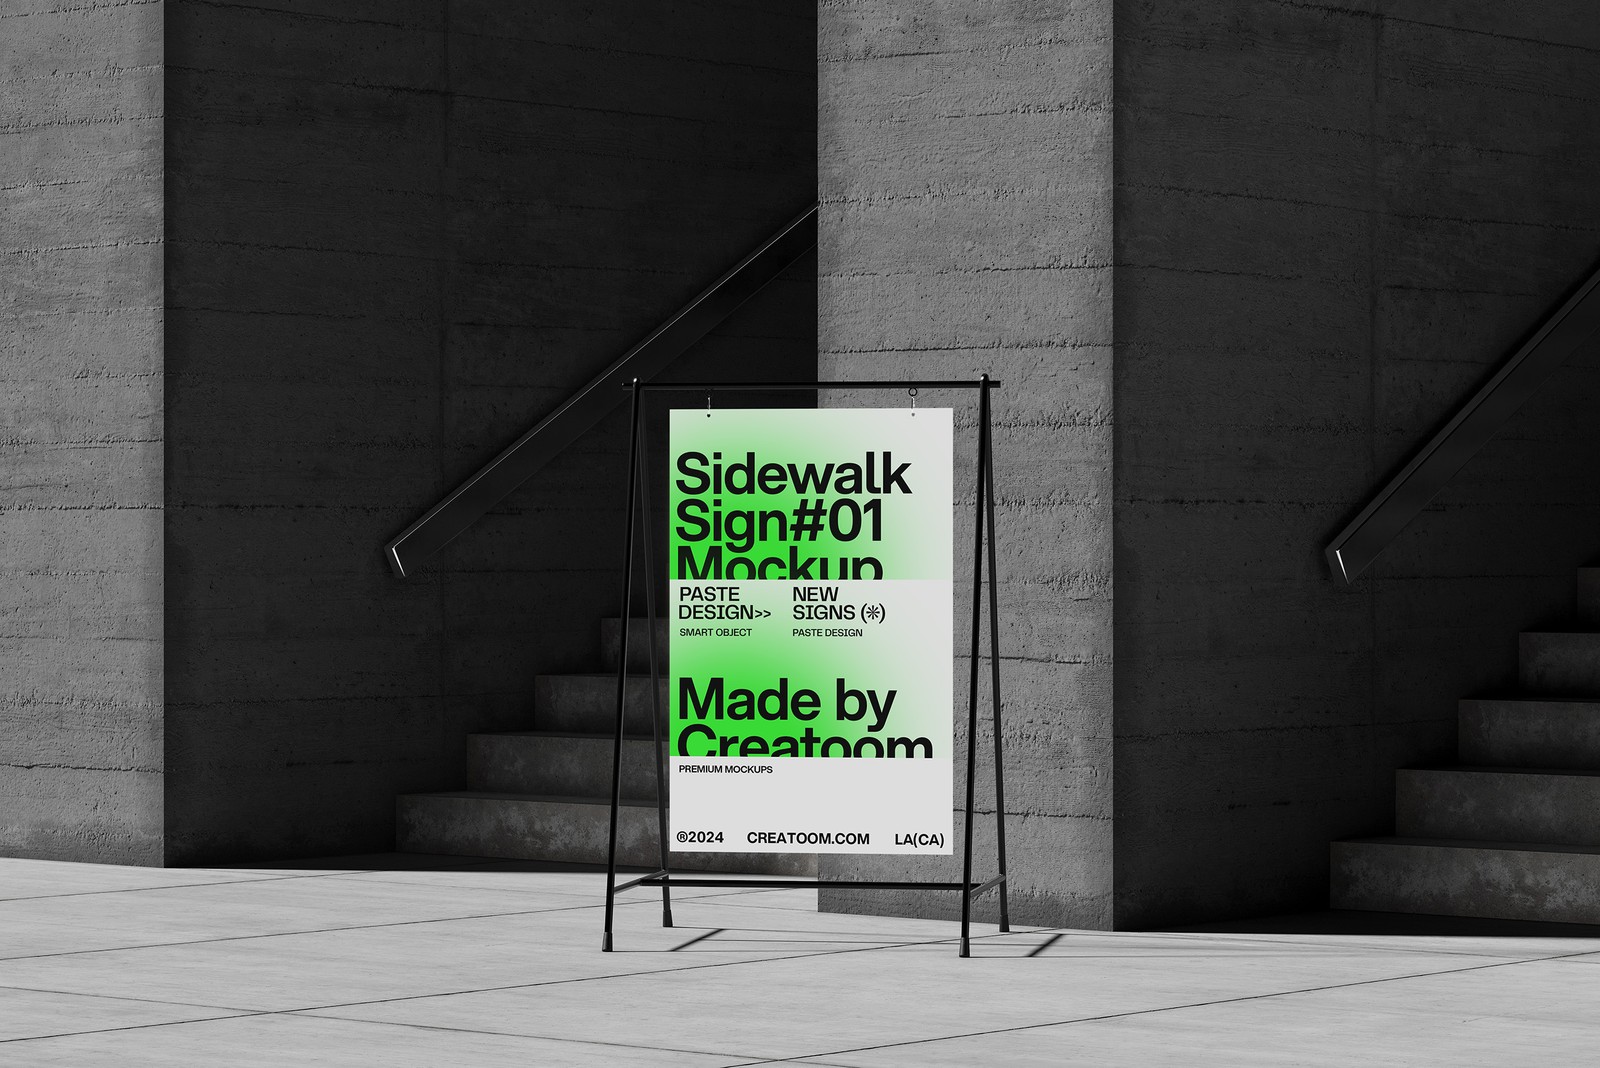 Sidewalk
Sign#01
Mockup
PASTE
DESIGN>>
SMART OBJECT
NEW
SIGNS (*)
PASTE DESIGN
Made by
Creatoom
PREMIUM MOCKUPS
®2024 CREATOOM.COM LA(CA)